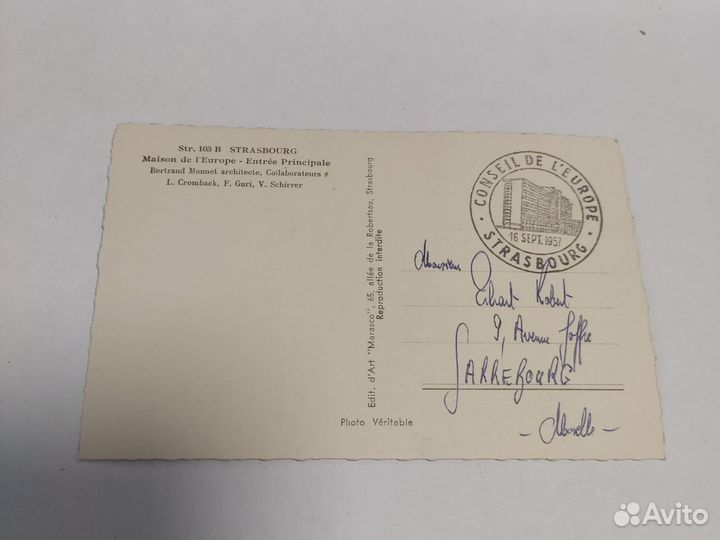 Str. 103 B STRASBOURG
Maison de l'Europe - Entrée Principale
Bertrand Monnet architecte, Collaborateurs :
L. Cromback, F. Guri, V. Schirrer
Edit. d'Art "Marasco", 65, allée de la Robertsau, Strasbourg
Reproduction interdite
Photo Véritable
· CONSEIL DE L'EUROPE ·
16 SEPT. 1957
STRASBOURG
Monsieur
Robert
9, Avenue Joffre
SARREBOURG
- Moselle -
Avito